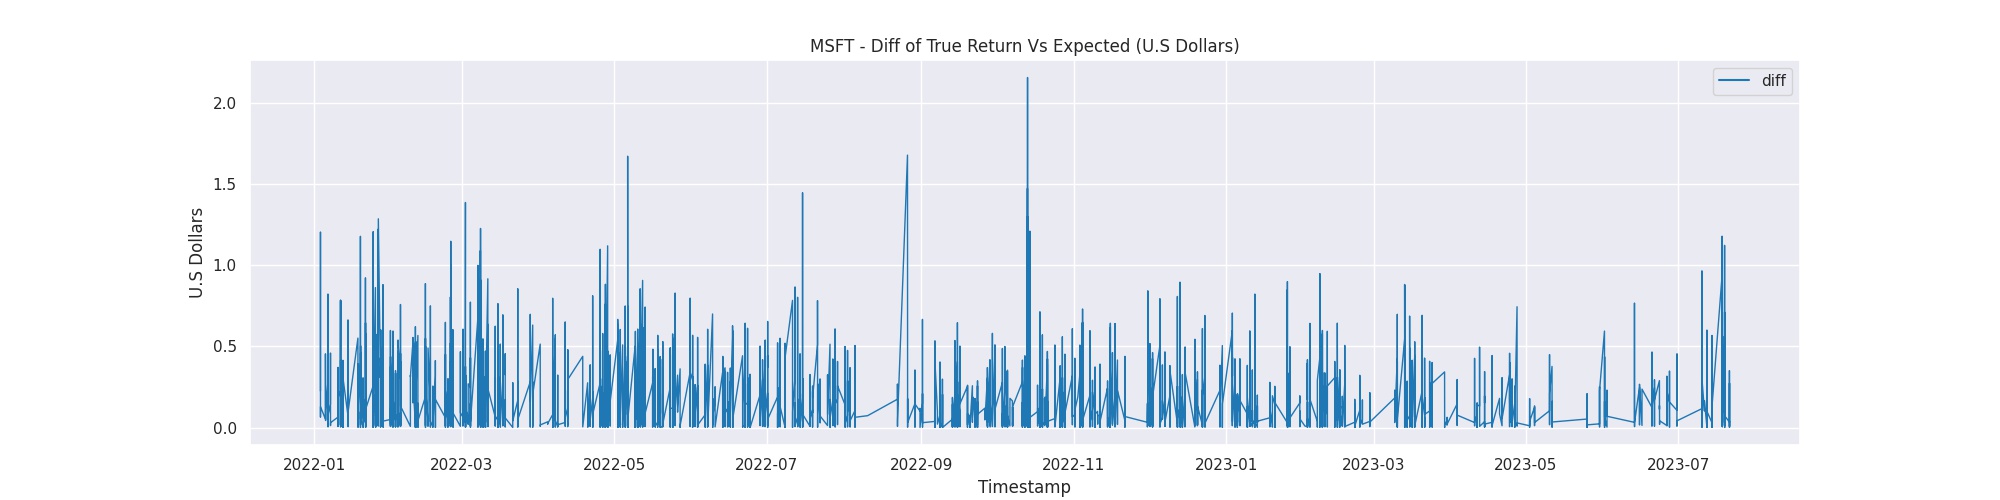 MSFT - Diff of True Return Vs Expected (U.S Dollars)
diff
2.0
1.5
1.0
0.5
0.0
U.S Dollars
2022-01 2022-03 2022-05 2022-07 2022-09 2022-11 2023-01 2023-03 2023-05 2023-07
Timestamp